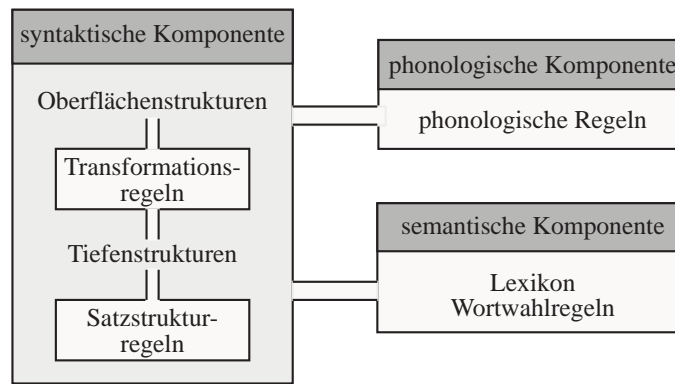 syntaktische Komponente
Oberflächenstrukturen
Transformations-
regeln
Tiefenstrukturen
Satzstruktur-
regeln
phonologische Komponente
phonologische Regeln
semantische Komponente
Lexikon
Wortwahlregeln